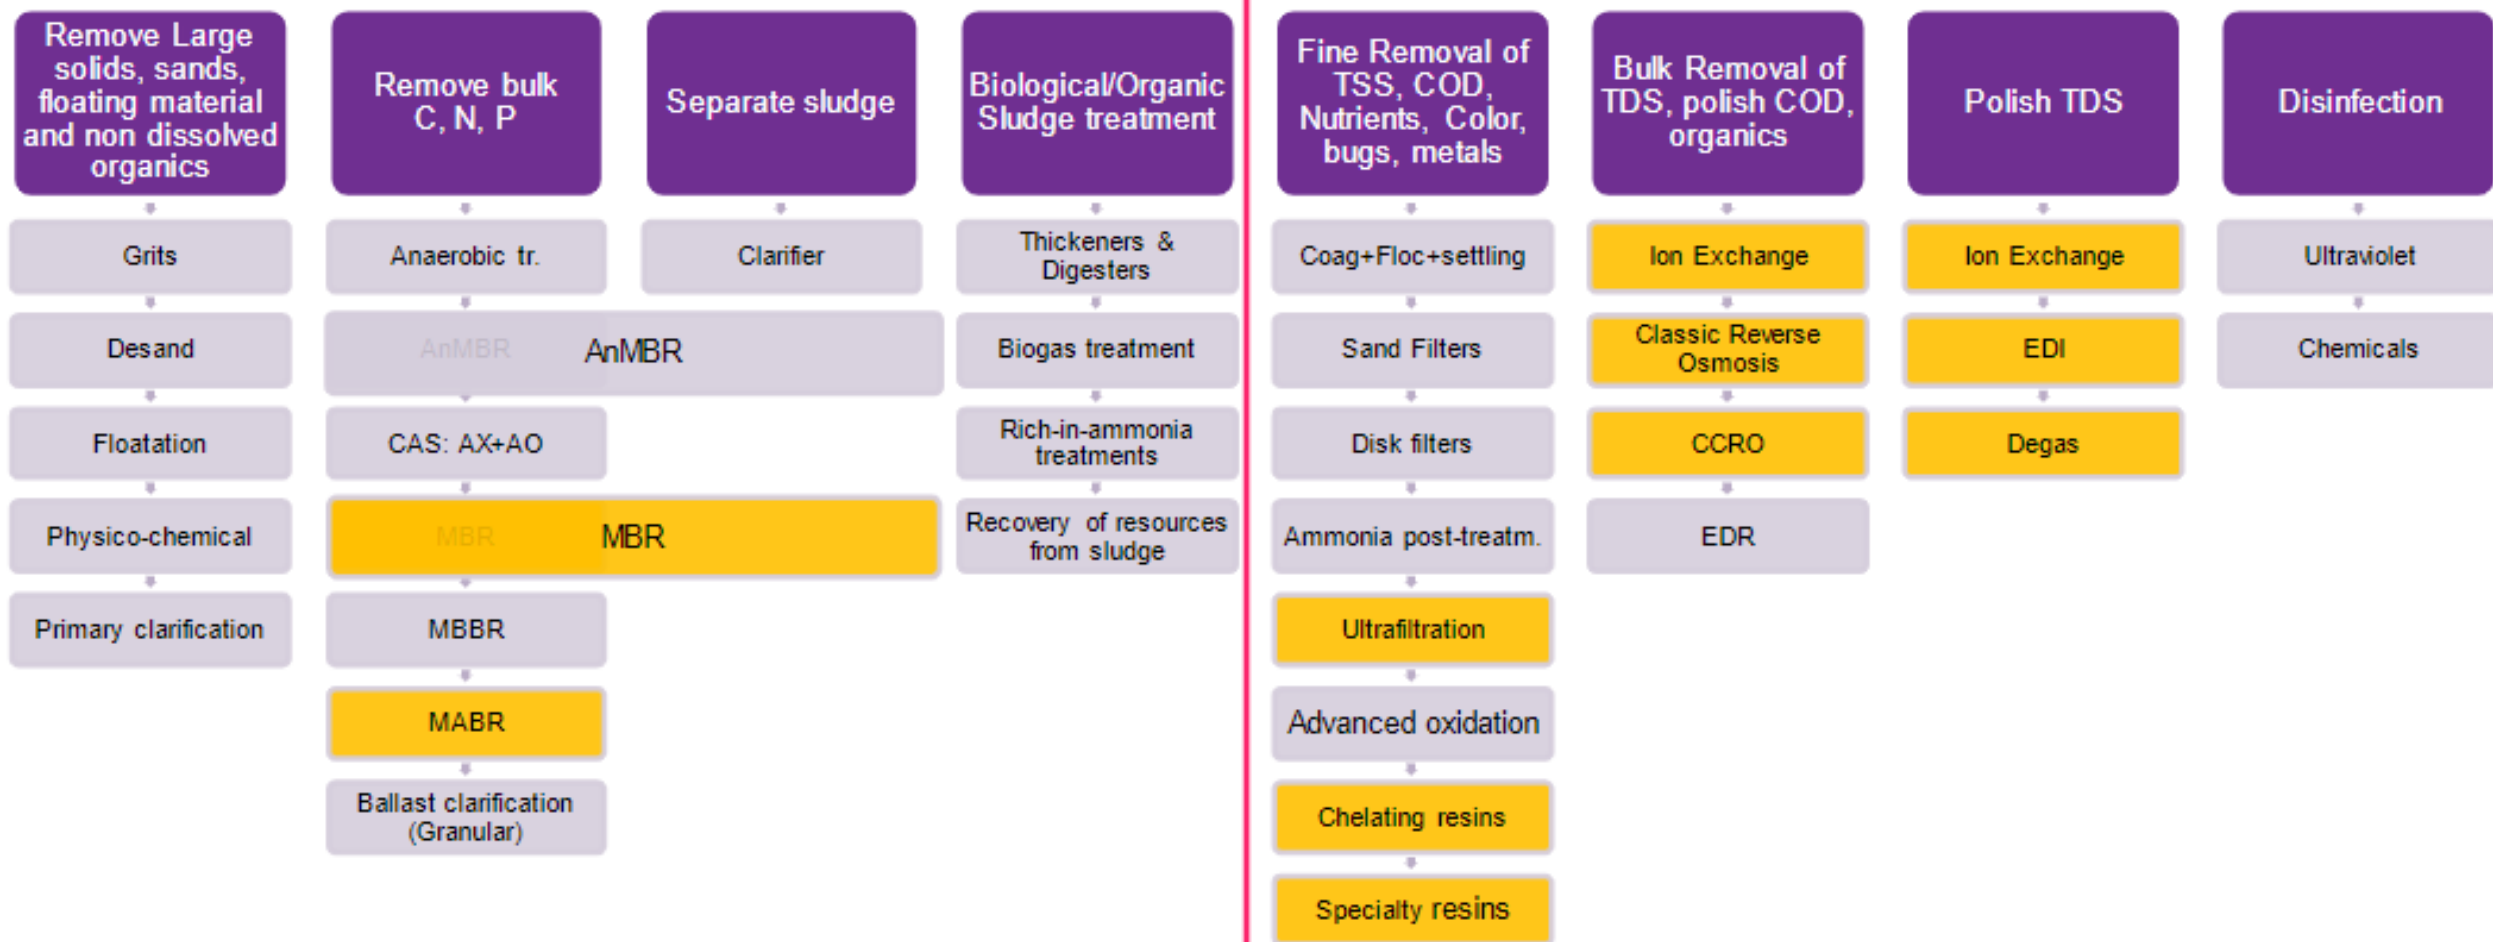 Remove Large
solids, sands,
floating material
and non dissolved
organics
Grits
Desand
Floatation
Physico-chemical
Primary clarification
Remove bulk
C, N, P
Anaerobic tr.
AnMBR
AnMBR
CAS: AX+AO
MBR
MBR
MBBR
MABR
Ballast clarification
(Granular)
Separate sludge
Clarifier
Biological/Organic
Sludge treatment
Thickeners &
Digesters
Biogas treatment
Rich-in-ammonia
treatments
Recovery of resources
from sludge
Fine Removal of
TSS, COD,
Nutrients, Color,
bugs, metals
Coag+Floc+settling
Sand Filters
Disk filters
Ammonia post-treatm.
Ultrafiltration
Advanced oxidation
Chelating resins
Specialty resins
Bulk Removal of
TDS, polish COD,
organics
Ion Exchange
Classic Reverse
Osmosis
CCRO
EDR
Polish TDS
Ion Exchange
EDI
Degas
Disinfection
Ultraviolet
Chemicals